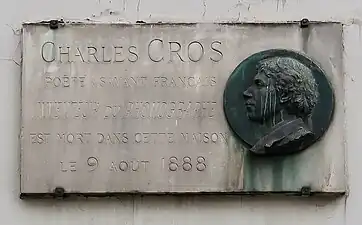 CHARLES CROS
POÈTE & SAVANT FRANÇAIS
INVENTEUR DU PHONOGRAPHE
EST MORT DANS CETTE MAISON
LE 9 AOUT 1888